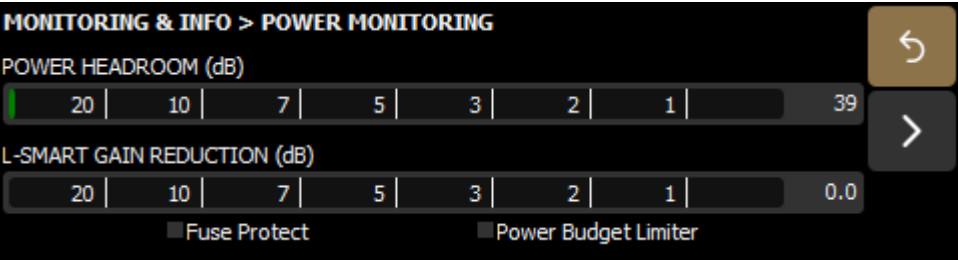 MONITORING & INFO > POWER MONITORING
POWER HEADROOM (dB)
20 10 7 5 3 2 1 39
L-SMART GAIN REDUCTION (dB)
20 10 7 5 3 2 1 0.0
Fuse Protect Power Budget Limiter